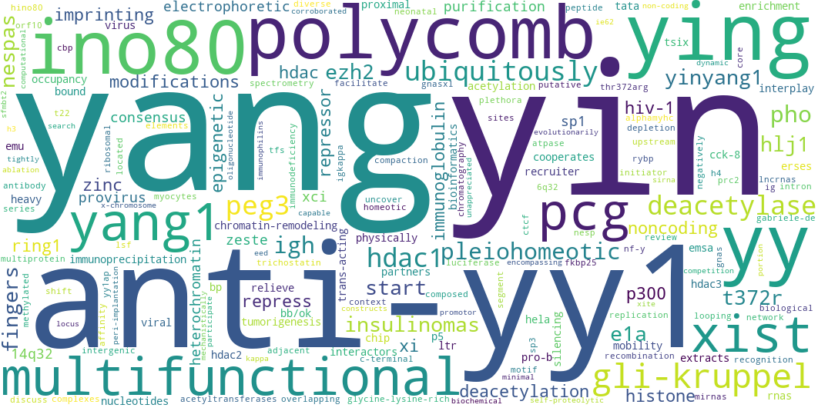 nespas
imprinting
virus
electrophoretic
proximal
neonatal
purification
peptide
tata
diverse
corroborated
non-coding
enrichment
hino80
computational
orf10
ino80
cbp
polycomb
ying
tsix
ie62
dynamic
core
hdac
ezh2
ubiquitously
yinyang1
interplay
occupancy
bound
modifications
spectrometry
facilitate
acetylation
gnasxl
putative
thr372arg
sfmbt2
t22
h3
search
tightly
ablation
consensus
elements
emu
zinc
ribosomal
located
epigenetic
oligonucleotide
repressor
tfs
immunophilins
immunodeficiency
igkappa
compaction
yang
yin
plethora
sites
evolutionarily
sp1
hiv-1
elephamyhc
depletion
upstream
pho
hlj1
cck-8
negatively
cooperates
atpase
rybp
initiator
sirna
erses
recruiter
6q32
prc2
h4
lncrnas
ig
intron
antibody
heavy
series
provirus
x-chromosome
myocytes
xci
uncover
homeotic
capable
immunoglobulin
bioinformatics
chromatography
unappreciated
ctcf
yang1
peg3
pcg
deacetylase
noncoding
gabriele-de
chromatin-remodeling
lsf
eed
trichostatin
ring1
zeste
igh
trans-acting
physically
hdac1
pleiohomeotic
nesp
nf-y
review
emsa
gnas
multiprotein
immunoprecipitation
heterochromatin
relieve
partners
luciferase
encompassing
fkbp25
hdac3
competition
portion
yy
fingers
shift
methylated
locus
affinity
peri-implantation
yy1ap
viral
mechanistically
participate
bp
repress
bb/ok
tumorigenesis
anti-yy1
context
constructs
start
composed
segment
p300
site
t372r
looping
network
biological
insulinomas
chip
interactors
p5
hela
silencing
e1a
mobility
replication
recombination
recognition
xist
14q32
intergenic
hdac2
kappa
adjacent
xi
ltr
c-terminal
promotor
pro-b
sp3
motif
minimal
extracts
gli-kruppel
multifunctional
deacetylation
histone
mirnas
rnas
discuss
complexes
nucleotides
acetyltransferases
overlapping
glycine-lysine-rich
biochemical
self-proteolytic